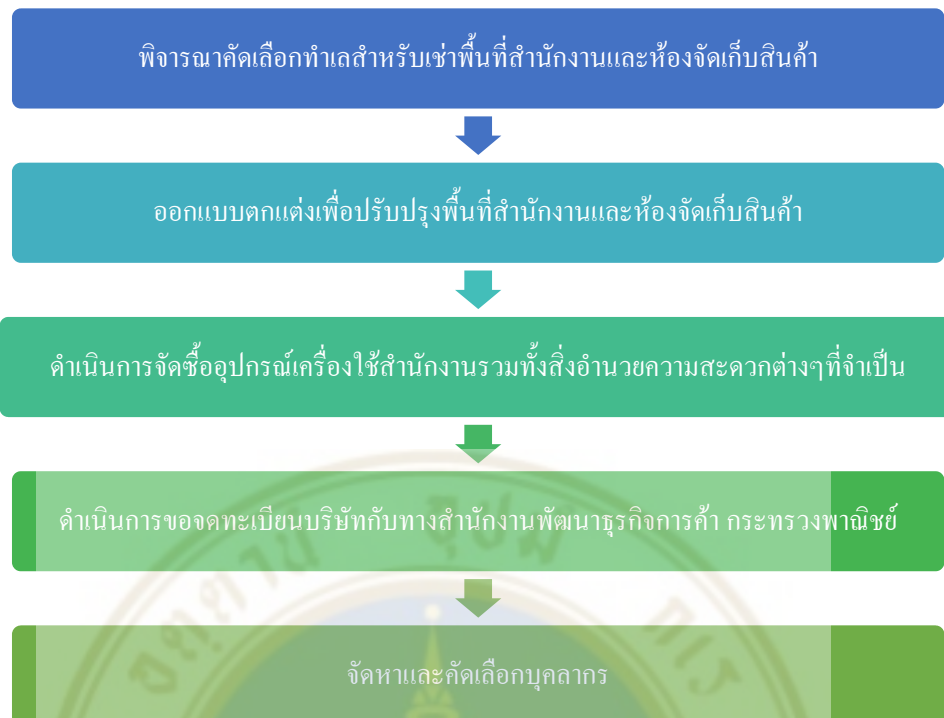 พิจารณาคัดเลือกทำเลสำหรับเช่าพื้นที่สำนักงานและห้องจัดเก็บสินค้า
ออกแบบตกแต่งเพื่อปรับปรุงพื้นที่สำนักงานและห้องจัดเก็บสินค้า
ดำเนินการจัดซื้ออุปกรณ์เครื่องใช้สำนักงานรวมทั้งสิ่งอำนวยความสะดวกต่างๆที่จำเป็น
ดำเนินการขอจดทะเบียนบริษัทกับทางสำนักงานพัฒนาธุรกิจการค้า กระทรวงพาณิชย์
จัดหาและคัดเลือกบุคลากร